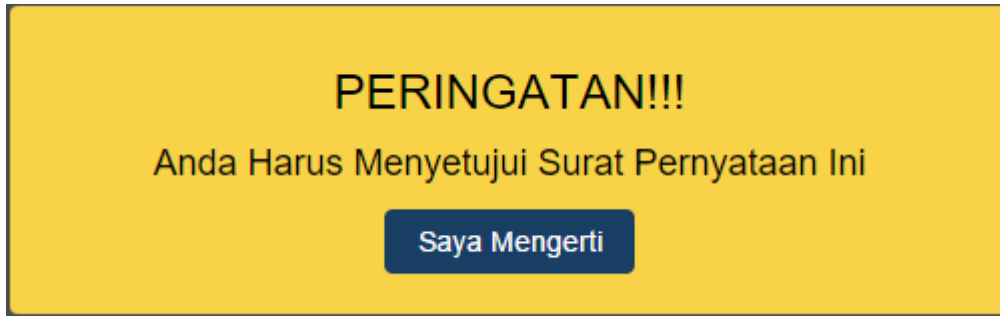 PERINGATAN!!!
Anda Harus Menyetujui Surat Pernyataan Ini
Saya Mengerti